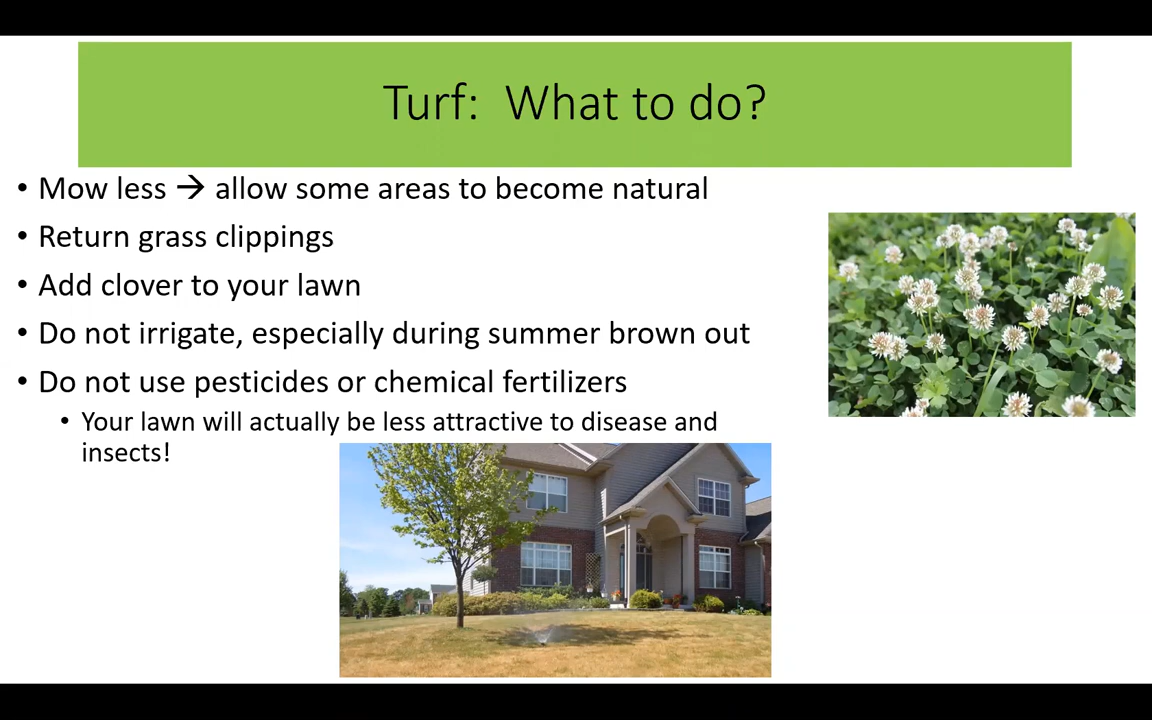 Turf:  What to do?
• Mow less → allow some areas to become natural
• Return grass clippings
• Add clover to your lawn
• Do not irrigate, especially during summer brown out
• Do not use pesticides or chemical fertilizers
• Your lawn will actually be less attractive to disease and
insects!